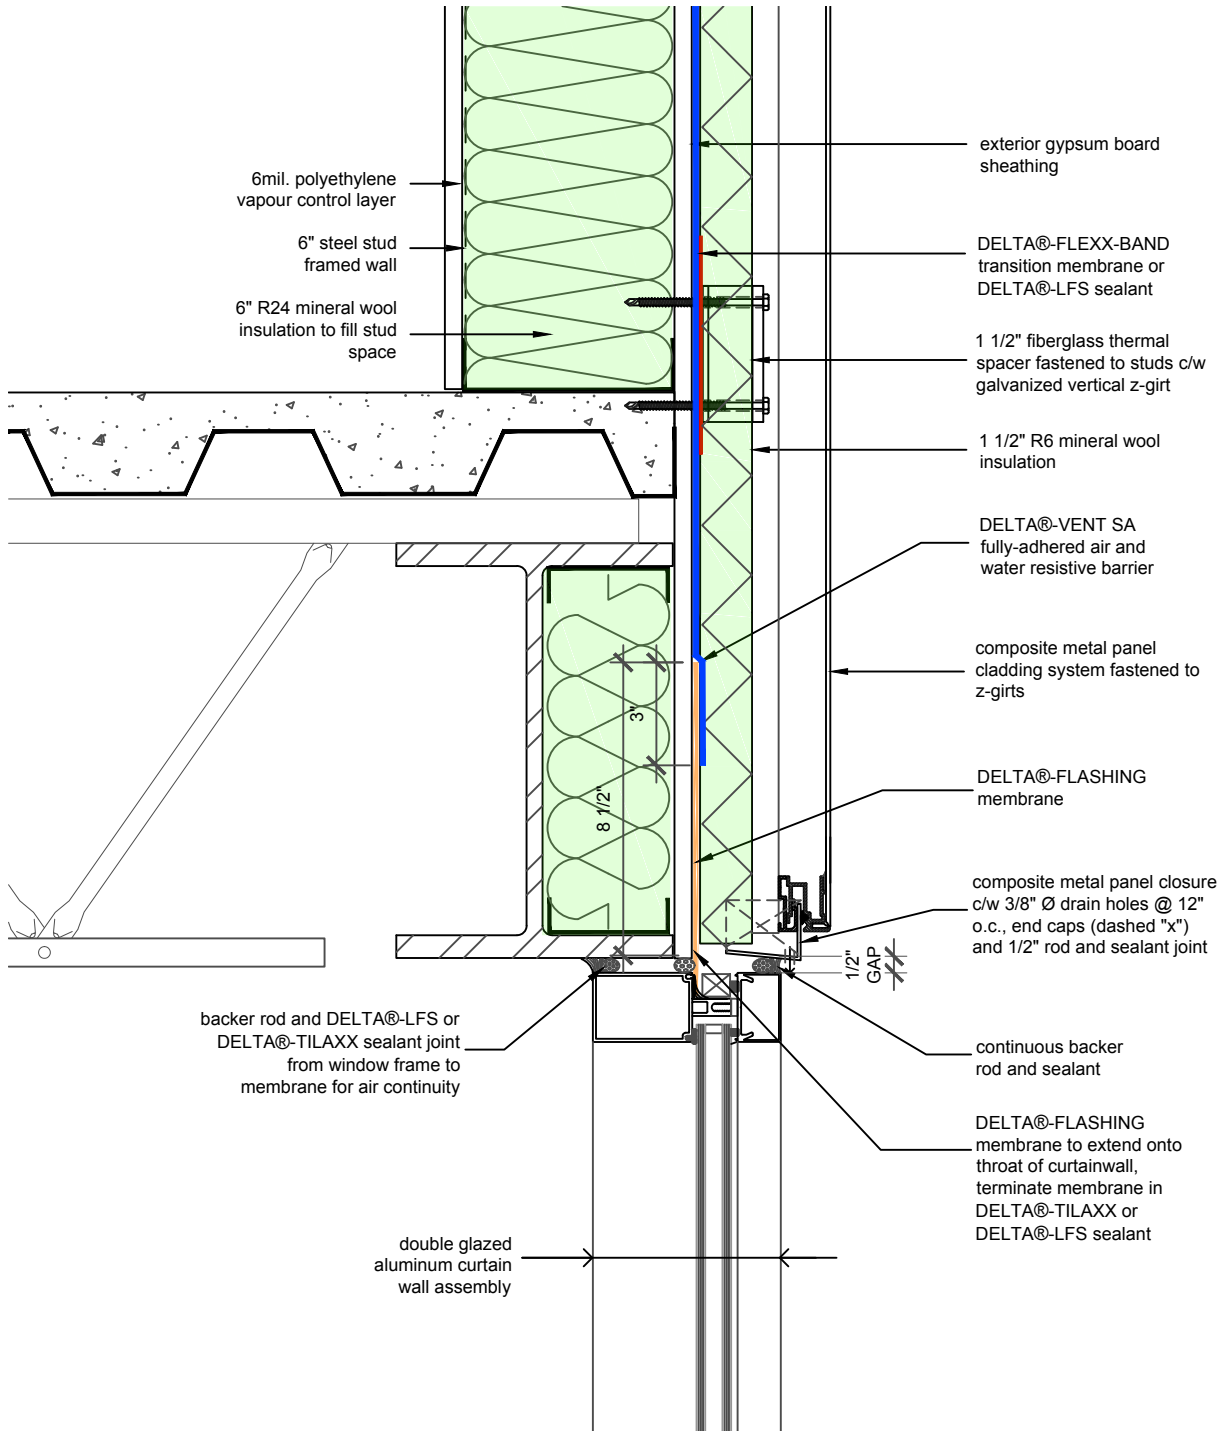 6mil. polyethylene
vapour control layer
6" steel stud
framed wall
6" R24 mineral wool
insulation to fill stud
space
exterior gypsum board
sheathing
DELTA®-FLEXX-BAND
transition membrane or
DELTA®-LFS sealant
1 1/2" fiberglass thermal
spacer fastened to studs c/w
galvanized vertical z-girt
1 1/2" R6 mineral wool
insulation
DELTA®-VENT SA
fully-adhered air and
water resistive barrier
composite metal panel
cladding system fastened to
z-girts
3"
8 1/2"
DELTA®-FLASHING
membrane
composite metal panel closure
c/w 3/8" Ø drain holes @ 12"
o.c., end caps (dashed "x")
and 1/2" rod and sealant joint
1/2"
GAP
backer rod and DELTA®-LFS or
DELTA®-TILAXX sealant joint
from window frame to
membrane for air continuity
continuous backer
rod and sealant
DELTA®-FLASHING
membrane to extend onto
throat of curtainwall,
terminate membrane in
DELTA®-TILAXX or
DELTA®-LFS sealant
double glazed
aluminum curtain
wall assembly